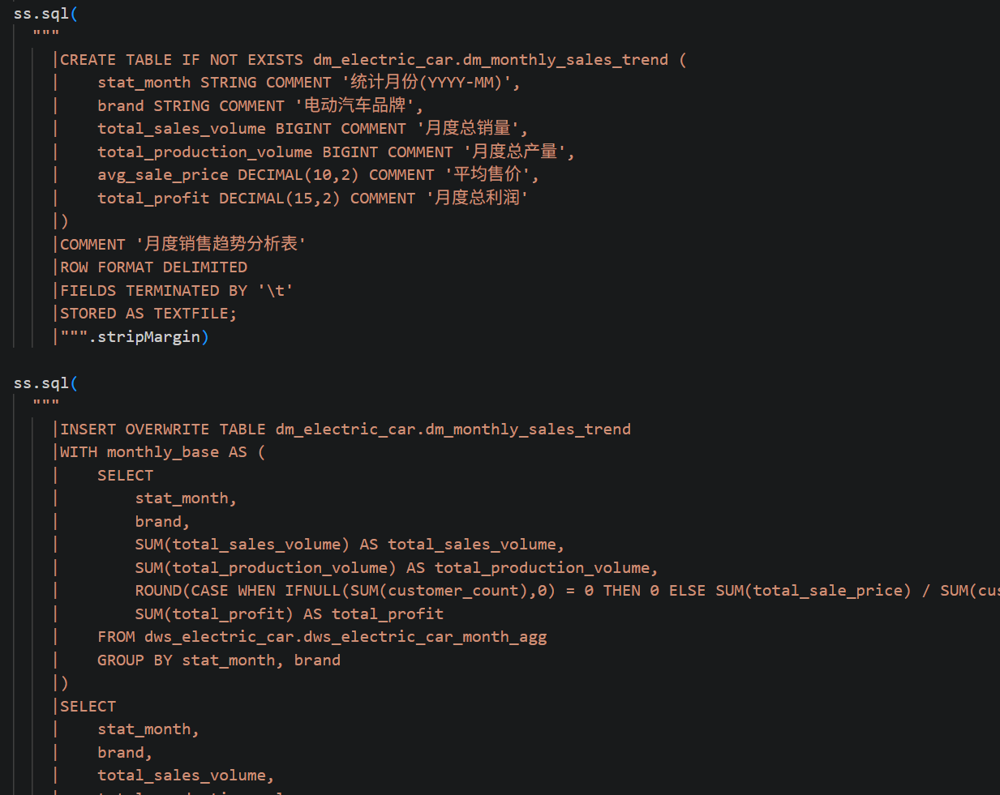 ss.sql(
"""
|CREATE TABLE IF NOT EXISTS dm_electric_car.dm_monthly_sales_trend (
|    stat_month STRING COMMENT '统计月份(YYYY-MM)',
|    brand STRING COMMENT '电动汽车品牌',
|    total_sales_volume BIGINT COMMENT '月度总销量',
|    total_production_volume BIGINT COMMENT '月度总产量',
|    avg_sale_price DECIMAL(10,2) COMMENT '平均售价',
|    total_profit DECIMAL(15,2) COMMENT '月度总利润'
|)
|COMMENT '月度销售趋势分析表'
|ROW FORMAT DELIMITED
|FIELDS TERMINATED BY '\t'
|STORED AS TEXTFILE;
|""".stripMargin)
ss.sql(
"""
|INSERT OVERWRITE TABLE dm_electric_car.dm_monthly_sales_trend
|WITH monthly_base AS (
|    SELECT
|        stat_month,
|        brand,
|        SUM(total_sales_volume) AS total_sales_volume,
|        SUM(total_production_volume) AS total_production_volume,
|        ROUND(CASE WHEN IFNULL(SUM(customer_count),0) = 0 THEN 0 ELSE SUM(total_sale_price) / SUM(
|        SUM(total_profit) AS total_profit
|    FROM dws_electric_car.dws_electric_car_month_agg
|    GROUP BY stat_month, brand
|)
|SELECT
|    stat_month,
|    brand,
|    total_sales_volume,